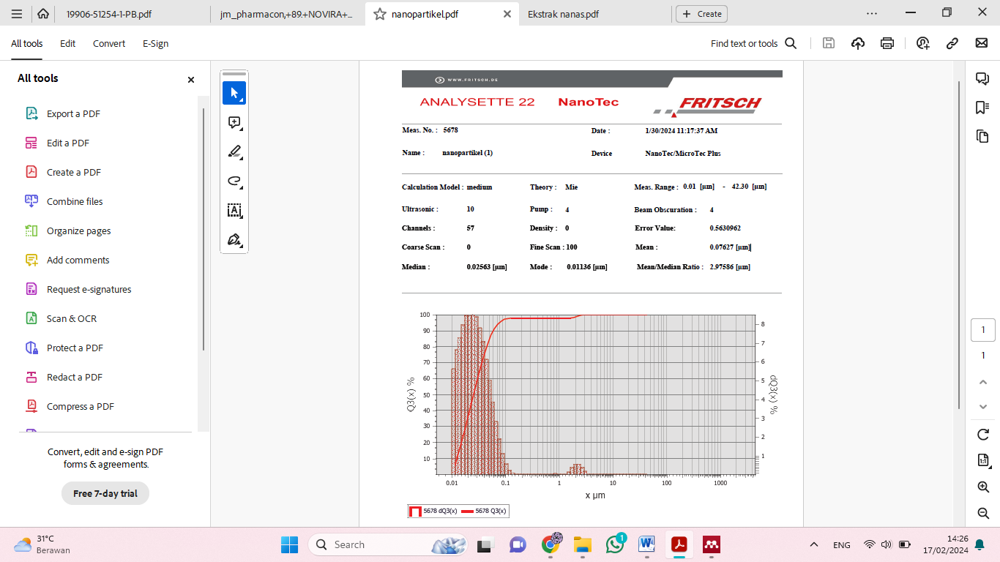 19906-51254-1-PB.pdf
jm_pharmacon,+89.+NOVIRA+...
nanopartikel.pdf
Ekstrak nanas.pdf
Create
All tools
Edit
Convert
E-Sign
Find text or tools
All tools
Export a PDF
Edit a PDF
Create a PDF
Combine files
Organize pages
Add comments
Request e-signatures
Scan & OCR
Protect a PDF
Redact a PDF
Compress a PDF
Convert, edit and e-sign PDF
forms & agreements.
Free 7-day trial
WWW.FRITSCH.DE
ANALYSETTE 22 NanoTec FRITSCH
Meas. No. : 5678 Date : 1/30/2024 11:17:37 AM
Name : nanopartikel (1) Device NanoTec/MicroTec Plus
Calculation Model : medium Theory : Mie Meas. Range : 0.01 [µm] - 42.30 [µm]
Ultrasonic : 10 Pump : 4 Beam Obscuration : 4
Channels : 57 Density : 0 Error Value: 0.5630962
Coarse Scan : 0 Fine Scan : 100 Mean : 0.07627 [µm]
Median : 0.02563 [µm] Mode : 0.01136 [µm] Mean/Median Ratio : 2.97586 [µm]
100
90
80
70
60
50
40
30
20
10
Q3(x) %
8
7
6
5
4
3
2
1
dQ3(x) %
0.01 0.1 1 10 100 1000
x µm
5678 dQ3(x) 5678 Q3(x)
1
1
1:1
31°C
Berawan
Search
1
ENG
14:26
17/02/2024